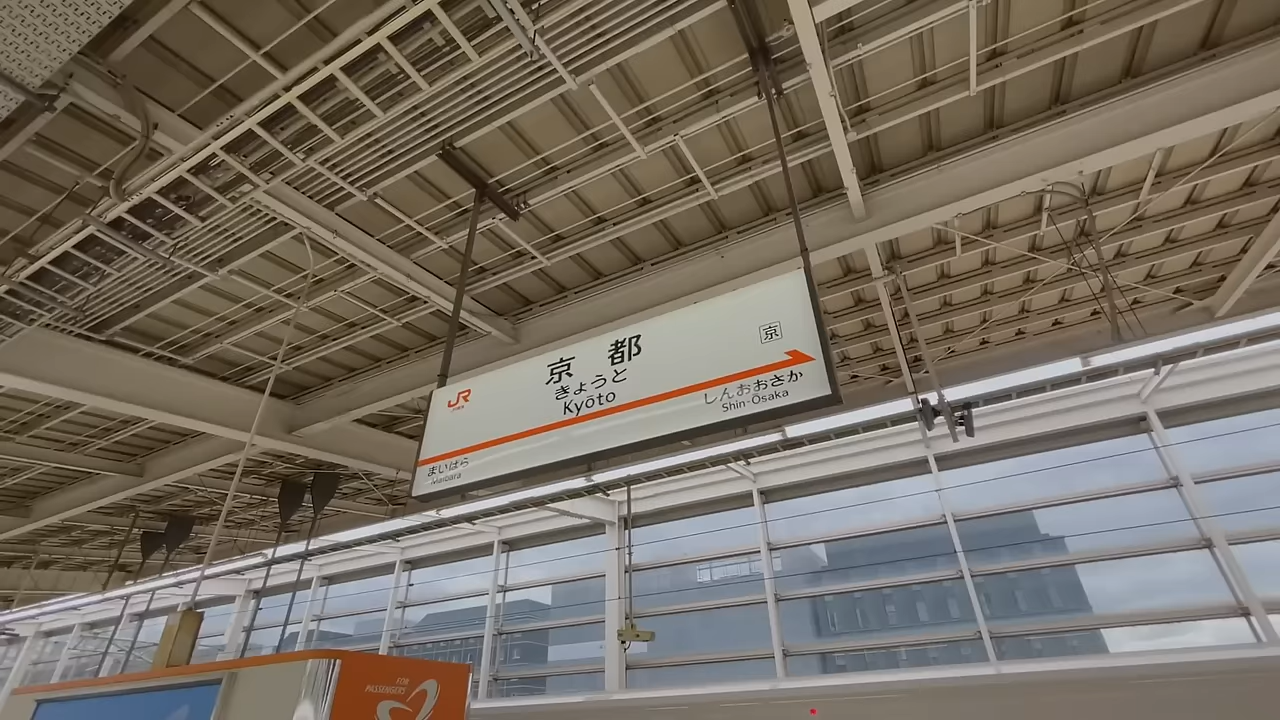 京都
京
きょうと
Kyōto
JR
しんおおさか
Shin-Ōsaka
まいばら
Maibara
FOR
PASSENGERS